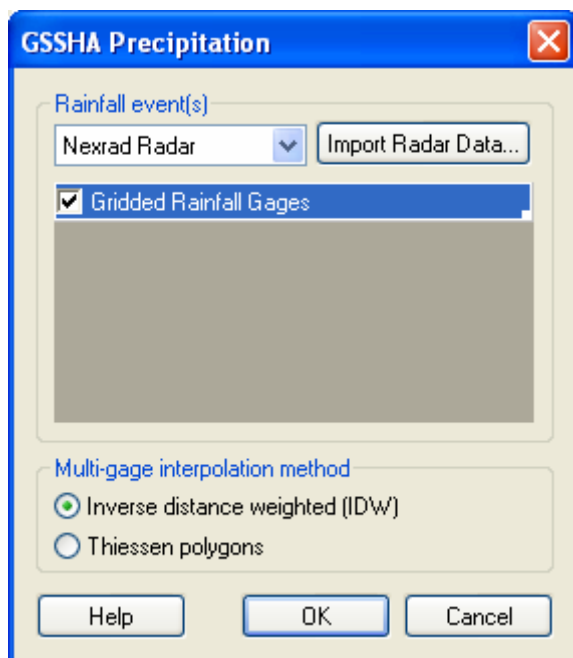 GSSHA Precipitation
Rainfall event(s)
Nexrad Radar
Import Radar Data...
Gridded Rainfall Gages
Multi-gage interpolation method
Inverse distance weighted (IDW)
Thiessen polygons
Help
OK
Cancel